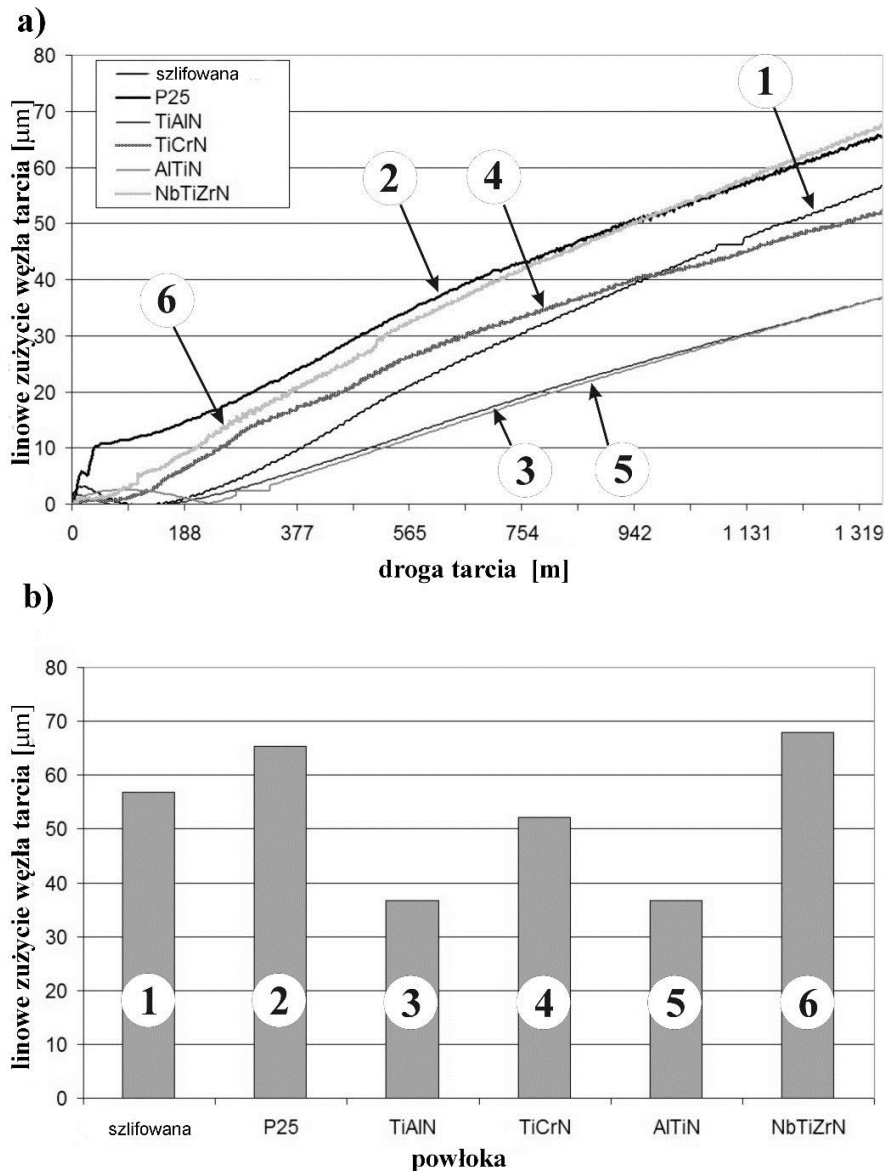 a)
linowe zużycie węzła tarcia [μm]
80
70
60
50
40
30
20
10
0
szlifowana
P25
TiAlN
TiCrN
AlTiN
NbTiZrN
1
2
4
6
3
5
0 188 377 565 754 942 1 131 1 319
droga tarcia [m]
b)
linowe zużycie węzła tarcia [μm]
80
70
60
50
40
30
20
10
0
1 2 3 4 5 6
szlifowana P25 TiAlN TiCrN AlTiN NbTiZrN
powłoka